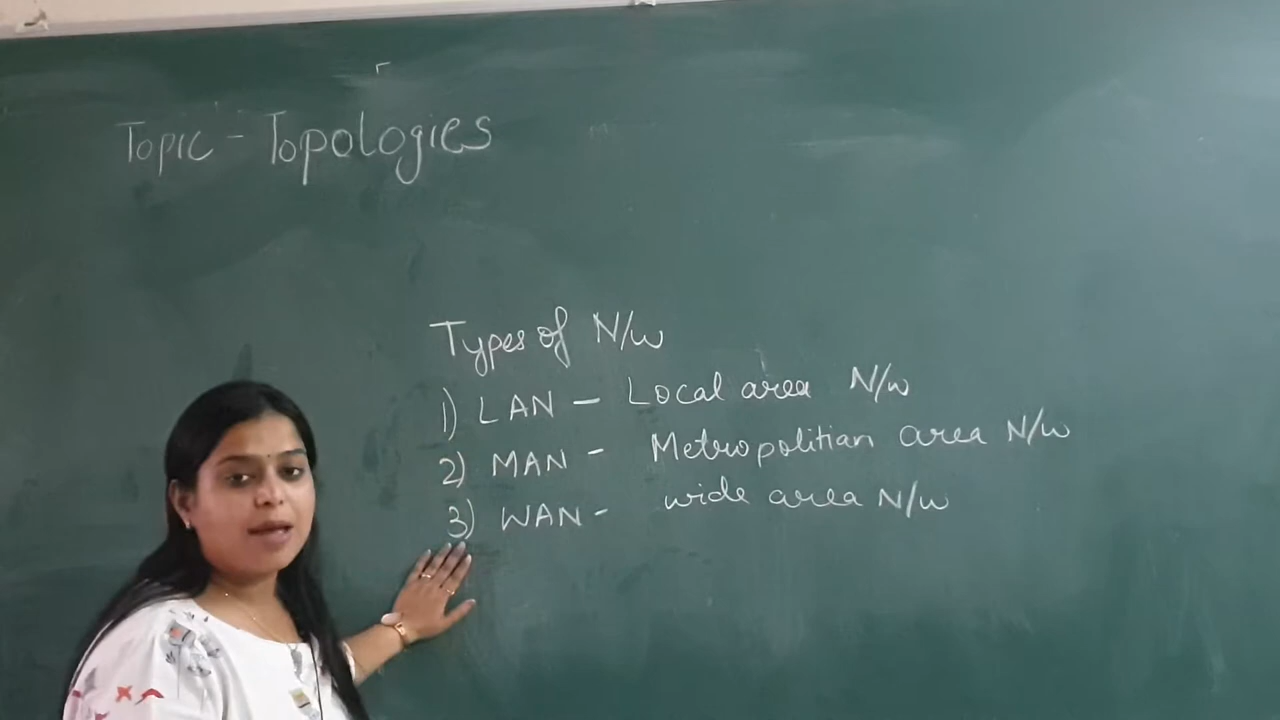 Topic - Topologies
Types of N/w
1) LAN - Local area N/w
2) MAN - Metropolitian area N/w
3) WAN - wide area N/w